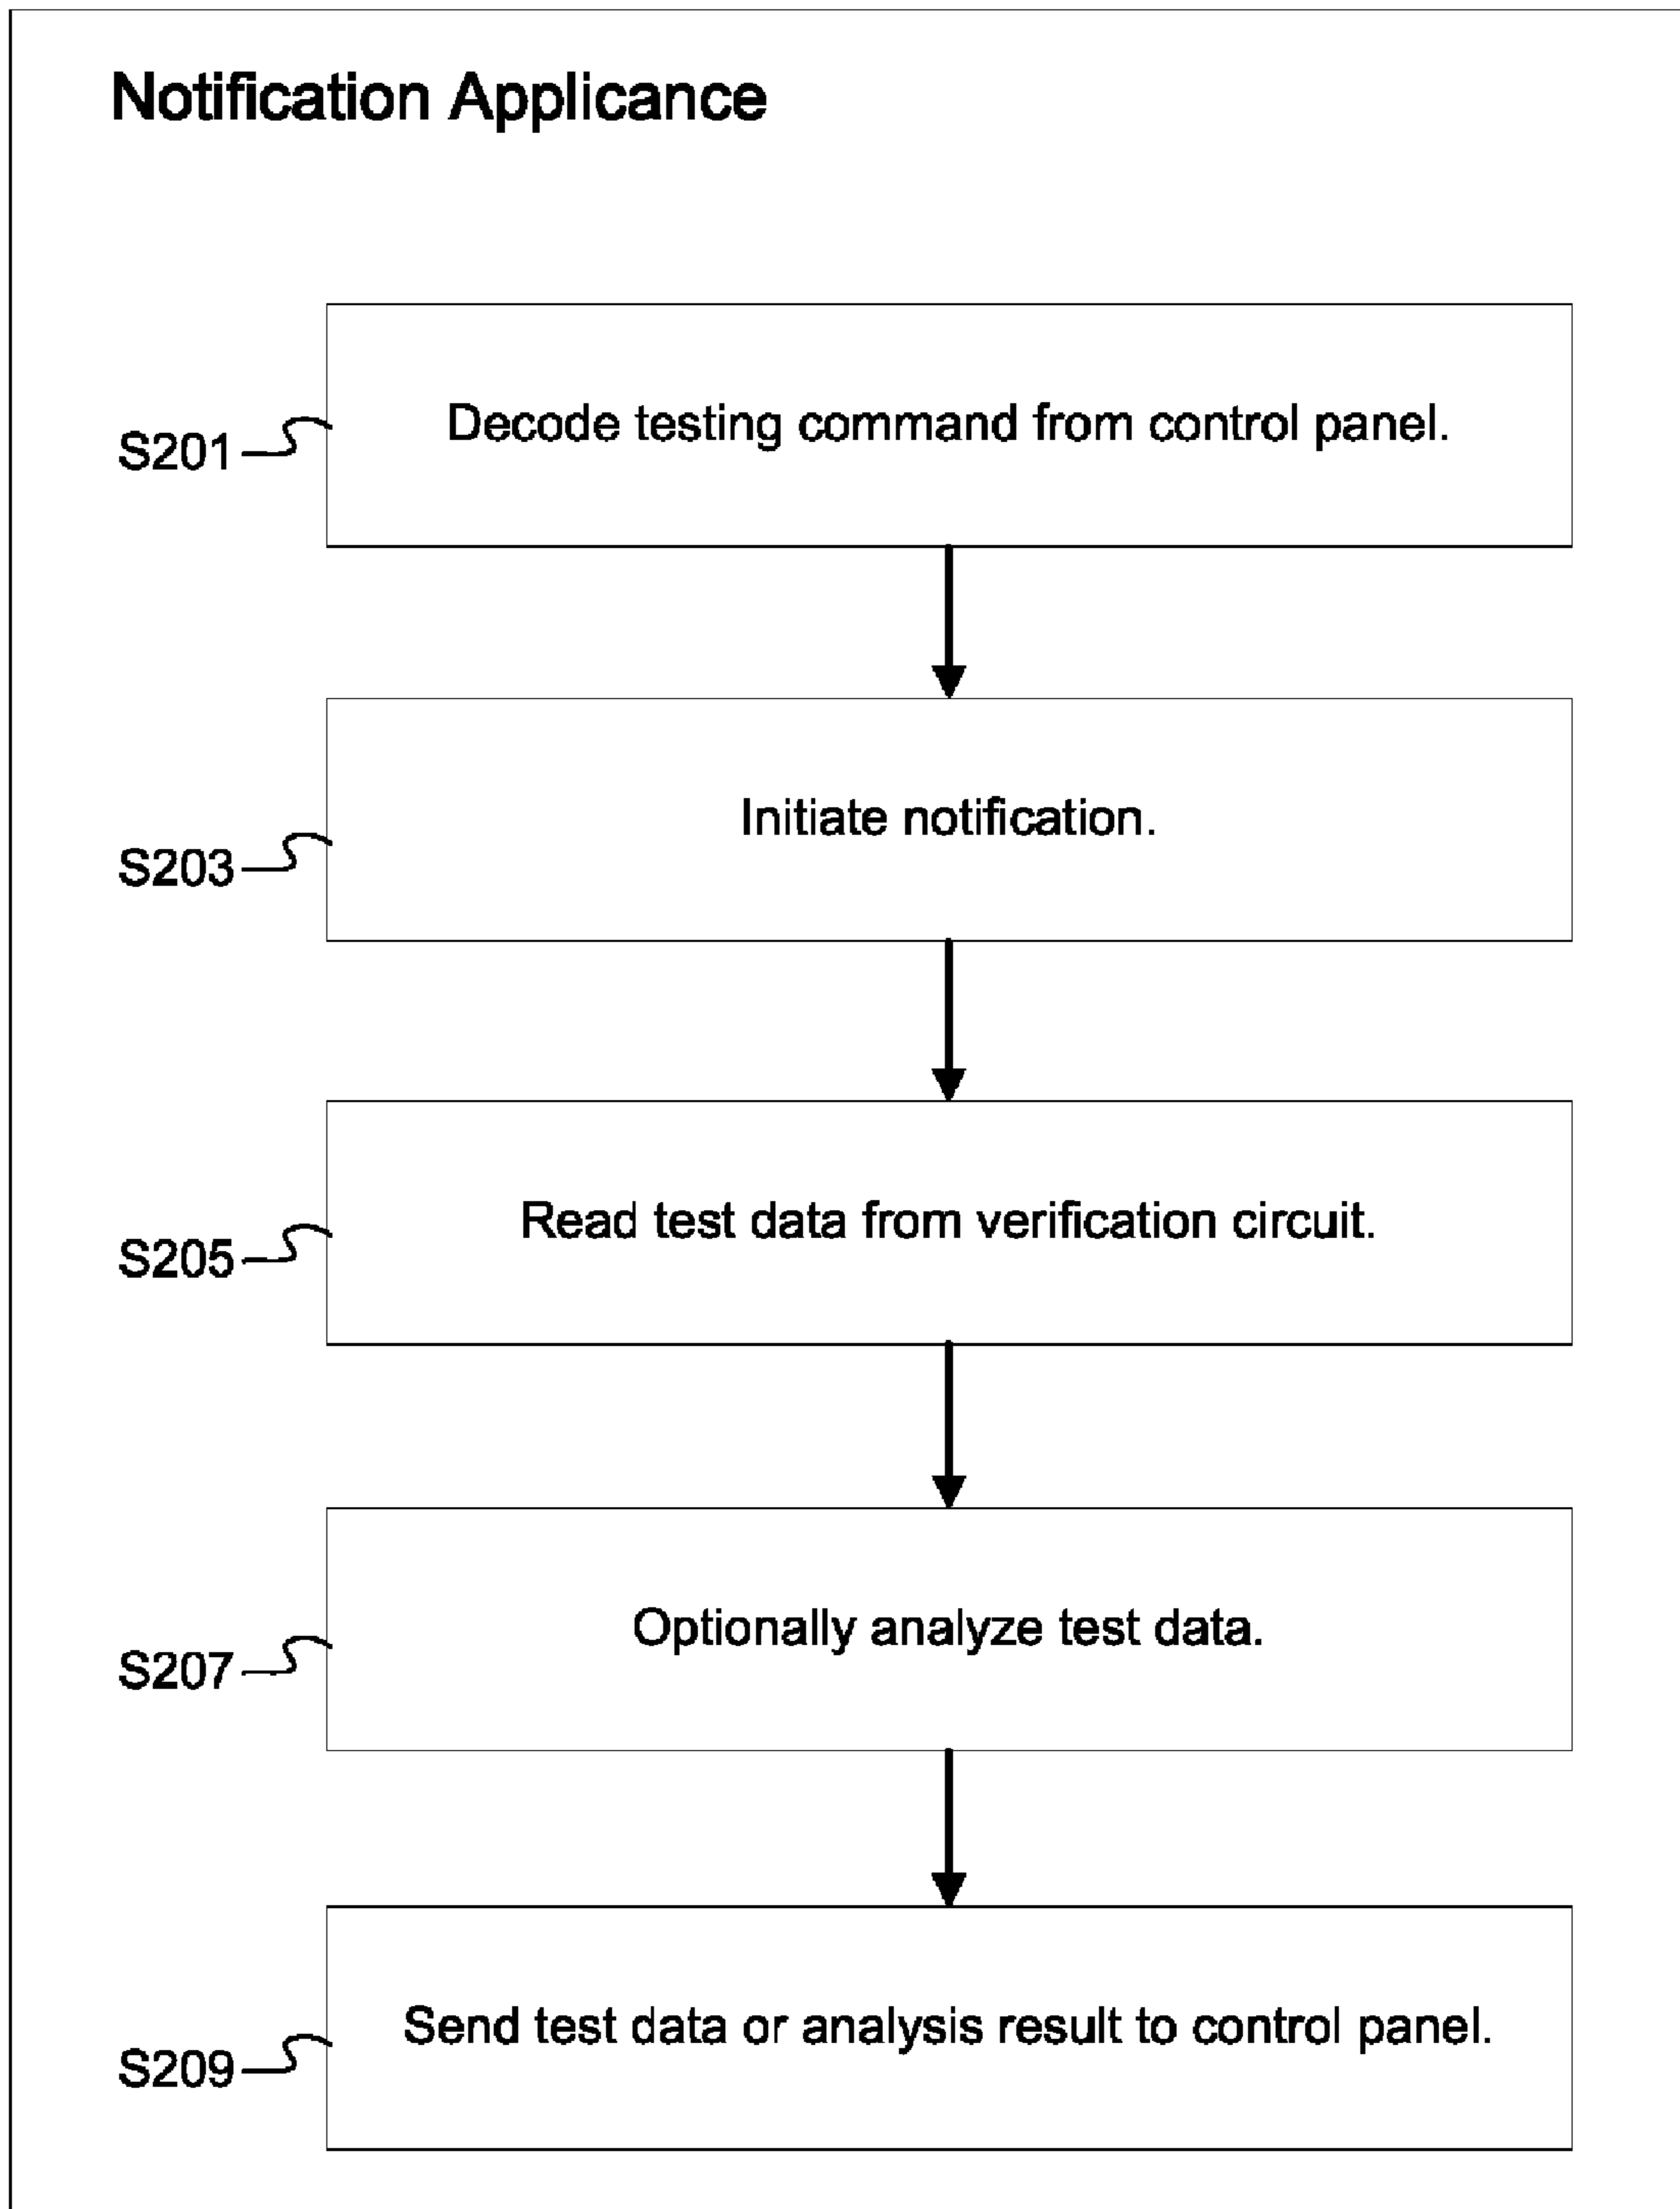 Notification Applicance
S201
Decode testing command from control panel.
S203
Initiate notification.
S205
Read test data from verification circuit.
S207
Optionally analyze test data.
S209
Send test data or analysis result to control panel.